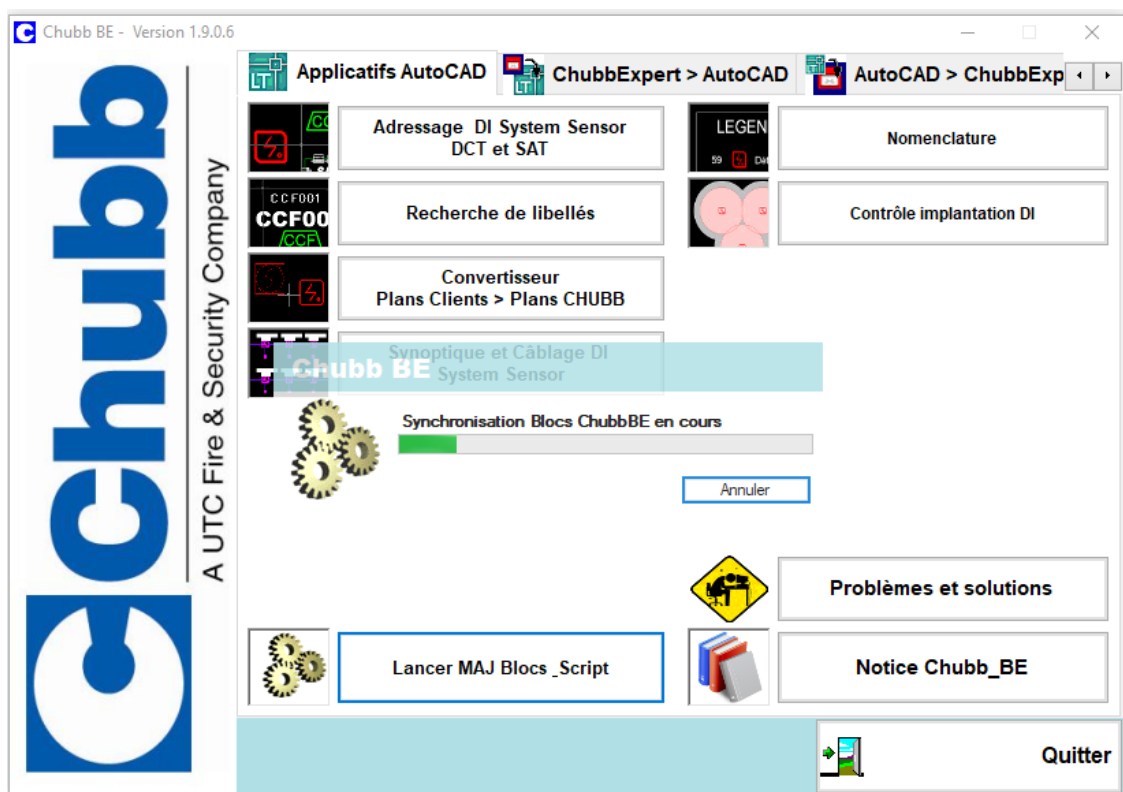 Chubb BE - Version 1.9.0.6
Chubb
A UTC Fire & Security Company
Applicatifs AutoCAD
ChubbExpert > AutoCAD
AutoCAD > ChubbExp
Adressage DI System Sensor
DCT et SAT
LEGEN
59
Nomenclature
CCF001
CCF00
CCF
Recherche de libellés
Contrôle implantation DI
Convertisseur
Plans Clients > Plans CHUBB
Synoptique et Câblage DI
System Sensor
Chubb BE
Synchronisation Blocs ChubbBE en cours
Annuler
Problèmes et solutions
Lancer MAJ Blocs _Script
Notice Chubb_BE
Quitter